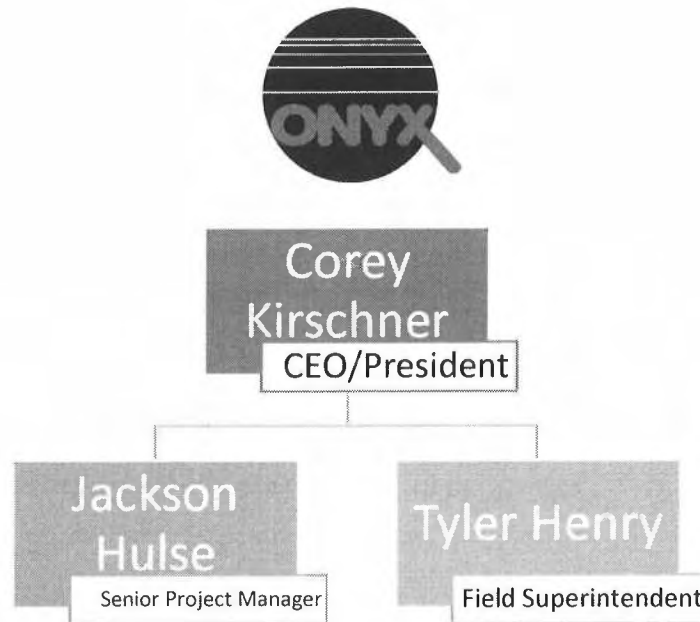 ONYX
Corey
Kirschner
CEO/President
Jackson
Hulse
Senior Project Manager
Tyler Henry
Field Superintendent